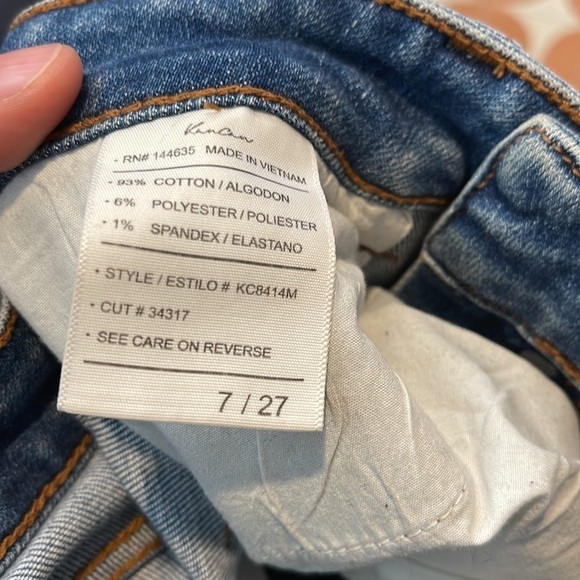 KanCan
• RN# 144635 MADE IN VIETNAM
• 93% COTTON / ALGODON
• 6% POLYESTER / POLIESTER
• 1% SPANDEX / ELASTANO
• STYLE / ESTILO # KC8414M
• CUT # 34317
• SEE CARE ON REVERSE
7 / 27